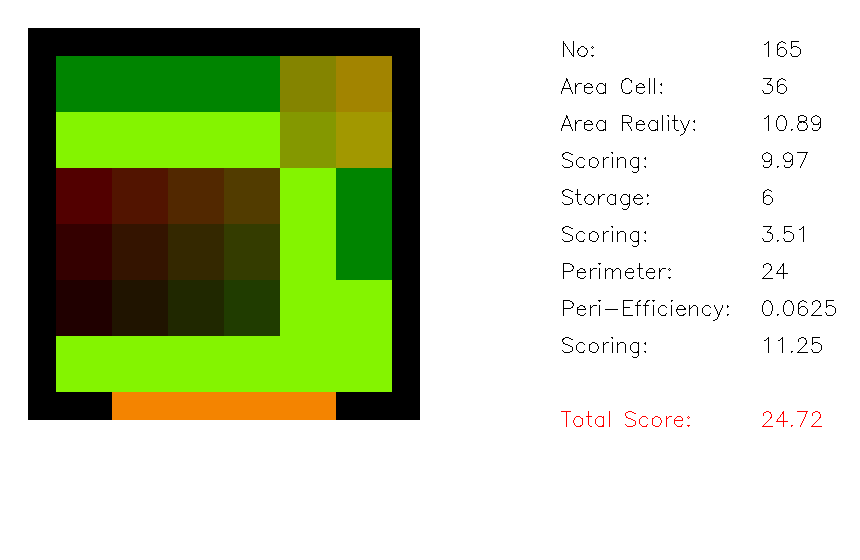 No: 165
Area Cell: 36
Area Reality: 10.89
Scoring: 9.97
Storage: 6
Scoring: 3.51
Perimeter: 24
Peri-Efficiency: 0.0625
Scoring: 11.25
Total Score: 24.72